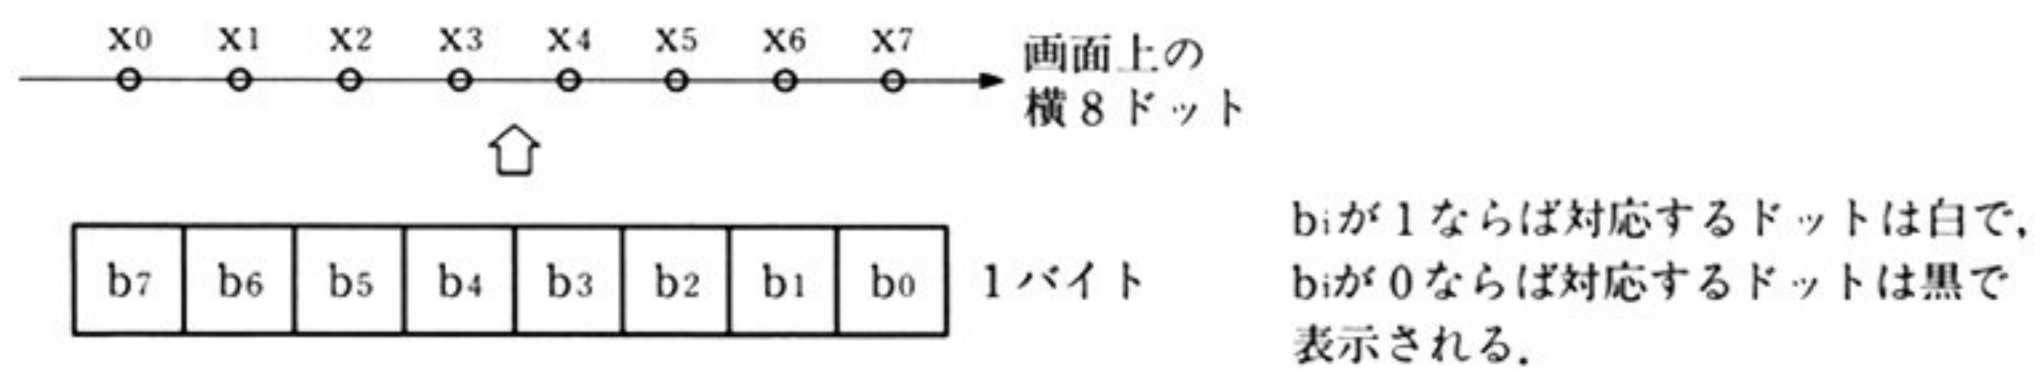 x0 x1 x2 x3 x4 x5 x6 x7
画面上の
横8ドット
b7 b6 b5 b4 b3 b2 b1 b0
1バイト
biが1ならば対応するドットは白で,
biが0ならば対応するドットは黒で
表示される.